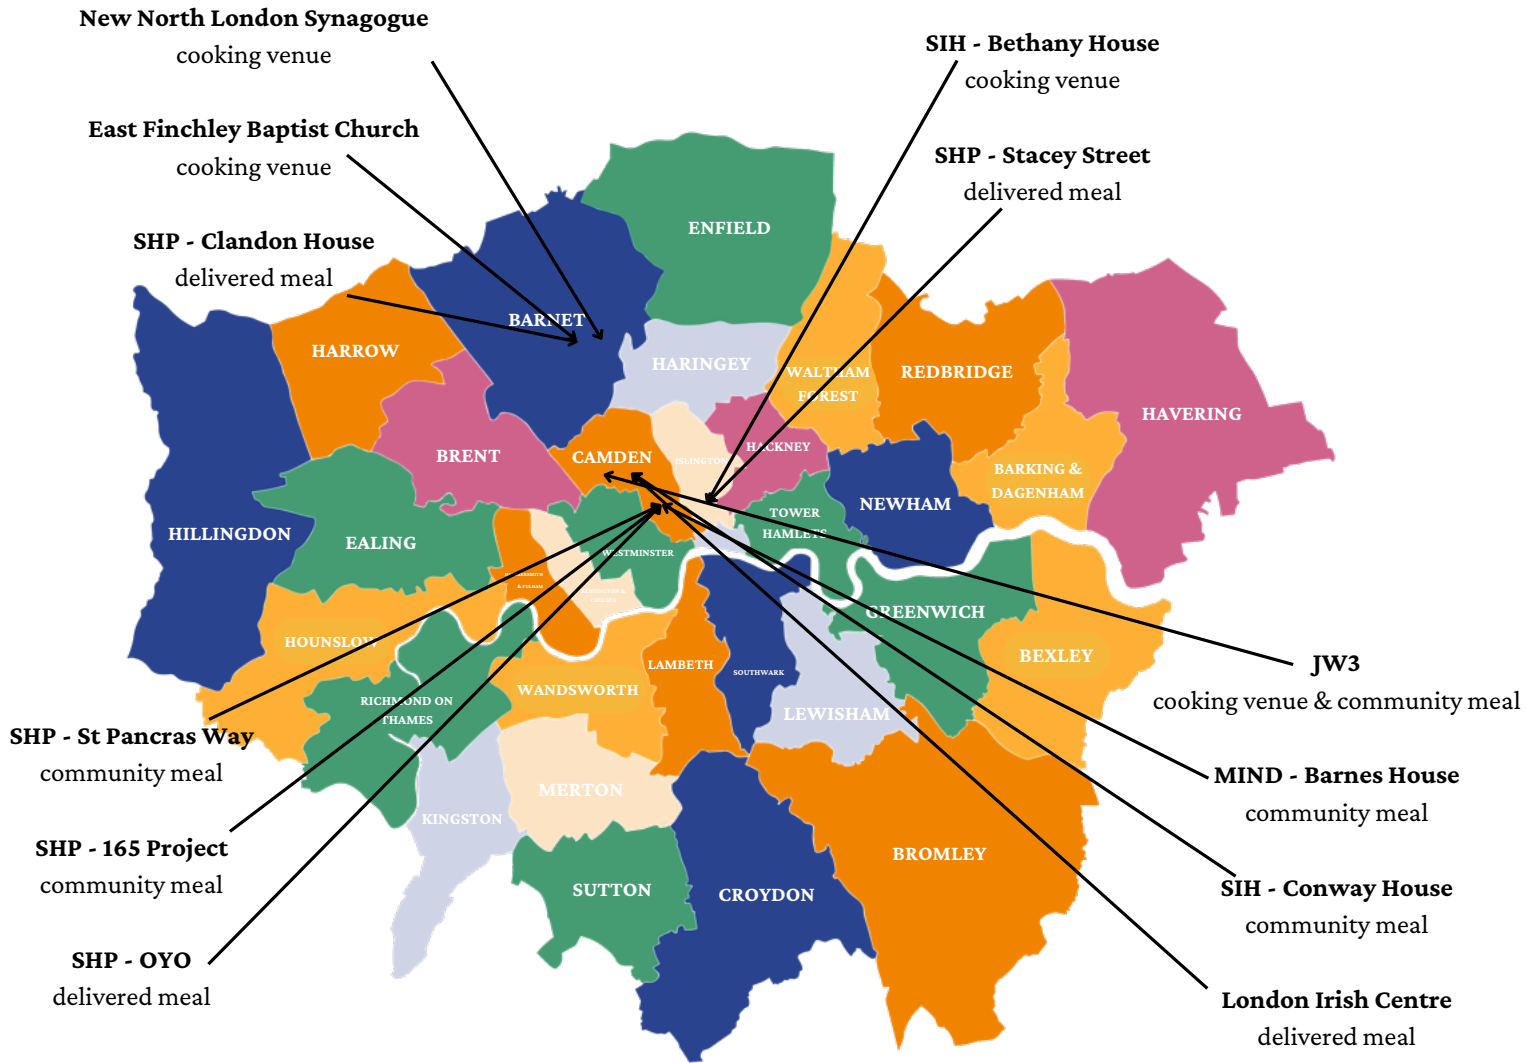 New North London Synagogue
cooking venue
SIH - Bethany House
cooking venue
East Finchley Baptist Church
cooking venue
SHP - Stacey Street
delivered meal
SHP - Clandon House
delivered meal
ENFIELD
BARNET
HARROW
HARINGEY
WALTHAM
FOREST
REDBRIDGE
HAVERING
BRENT
CAMDEN
ISLINGTON
HACKNEY
BARKING &
DAGENHAM
HILLINGDON
EALING
WESTMINSTER
TOWER
HAMLETS
NEWHAM
HAMMERSMITH
& FULHAM
KENSINGTON &
CHELSEA
GREENWICH
HOUNSLOW
BEXLEY
WANDSWORTH
LAMBETH
SOUTHWARK
LEWISHAM
RICHMOND ON
THAMES
JW3
cooking venue & community meal
SHP - St Pancras Way
community meal
MERTON
KINGSTON
MIND - Barnes House
community meal
SHP - 165 Project
community meal
BROMLEY
SUTTON
CROYDON
SIH - Conway House
community meal
SHP - OYO
delivered meal
London Irish Centre
delivered meal